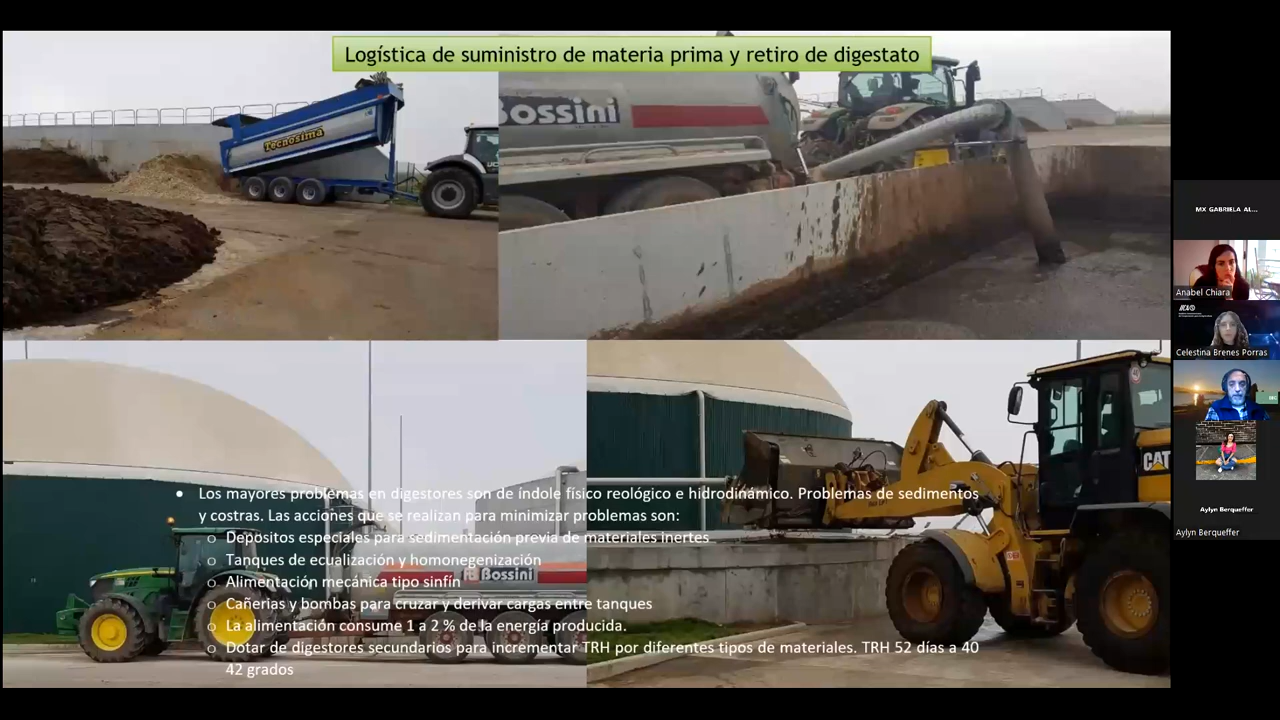 Logística de suministro de materia prima y retiro de digestato
Tecnosima
Bossini
Los mayores problemas en digestores son de índole físico reológico e hidrodinámico. Problemas de sedimentos
y costras. Las acciones que se realizan para minimizar problemas son:
Depositos especiales para sedimentación previa de materiales inertes
Tanques de ecualización y homonegenización
Alimentación mecánica tipo sinfín
Cañerias y bombas para cruzar y derivar cargas entre tanques
La alimentación consume 1 a 2 % de la energía producida.
Dotar de digestores secundarios para incrementar TRH por diferentes tipos de materiales. TRH 52 días a 40
42 grados
Bossini
CAT
MX GABRIELA AL...
Anabel Chiara
Celestina Brenes Porras
Aylyn Berqueffer
Aylyn Berqueffer